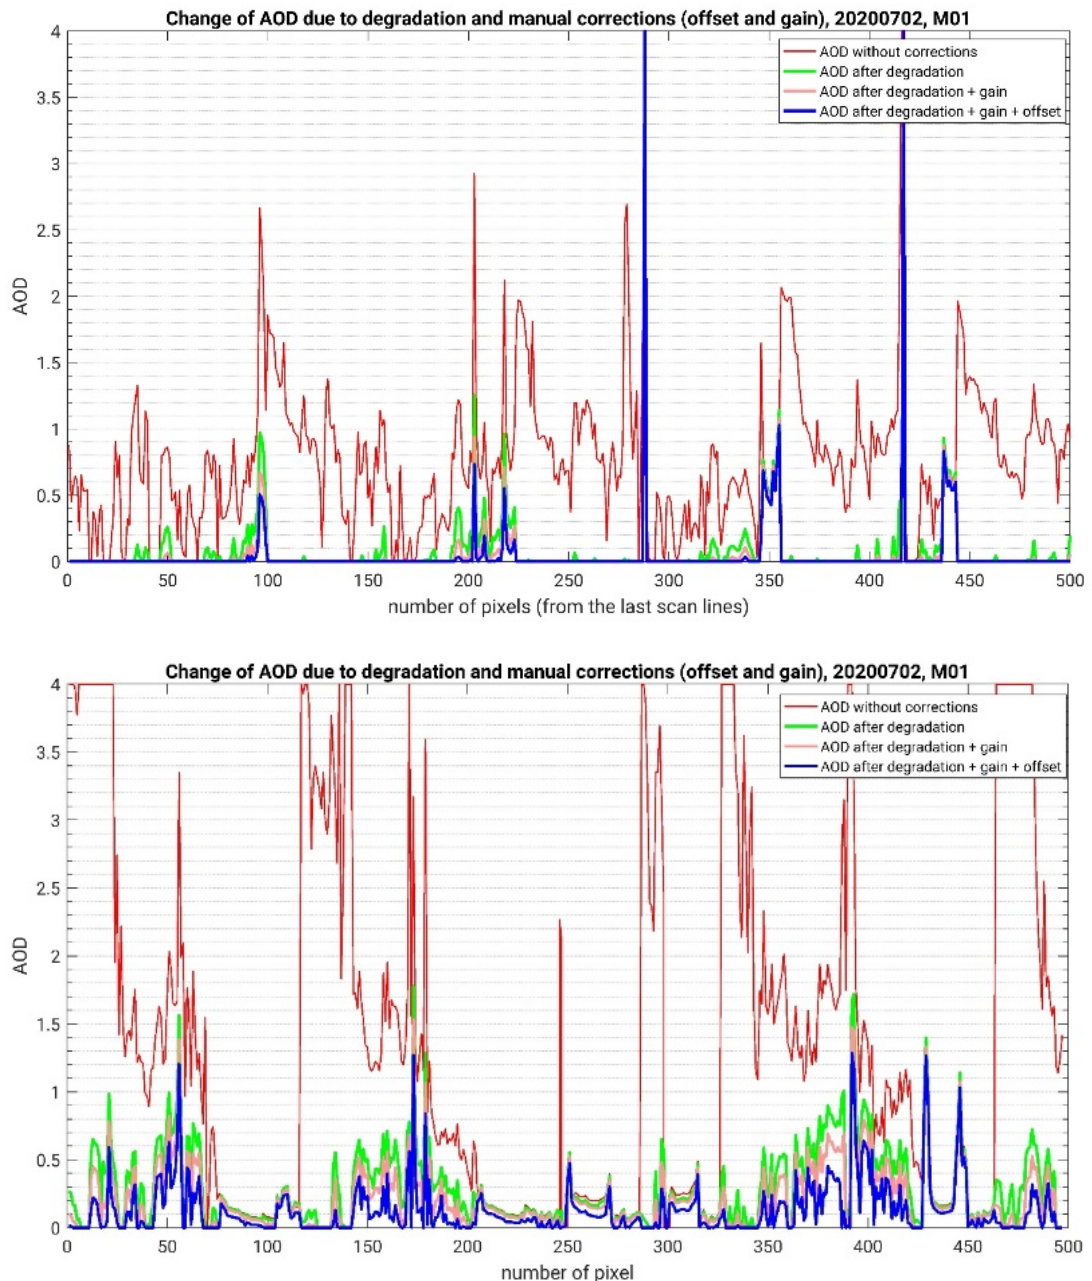 Change of AOD due to degradation and manual corrections (offset and gain), 20200702, M01
4
3.5
3
2.5
2
1.5
1
0.5
0
AOD
AOD without corrections
AOD after degradation
AOD after degradation + gain
AOD after degradation + gain + offset
0 50 100 150 200 250 300 350 400 450 500
number of pixels (from the last scan lines)
Change of AOD due to degradation and manual corrections (offset and gain), 20200702, M01
4
3.5
3
2.5
2
1.5
1
0.5
0
AOD
AOD without corrections
AOD after degradation
AOD after degradation + gain
AOD after degradation + gain + offset
0 50 100 150 200 250 300 350 400 450 500
number of pixel